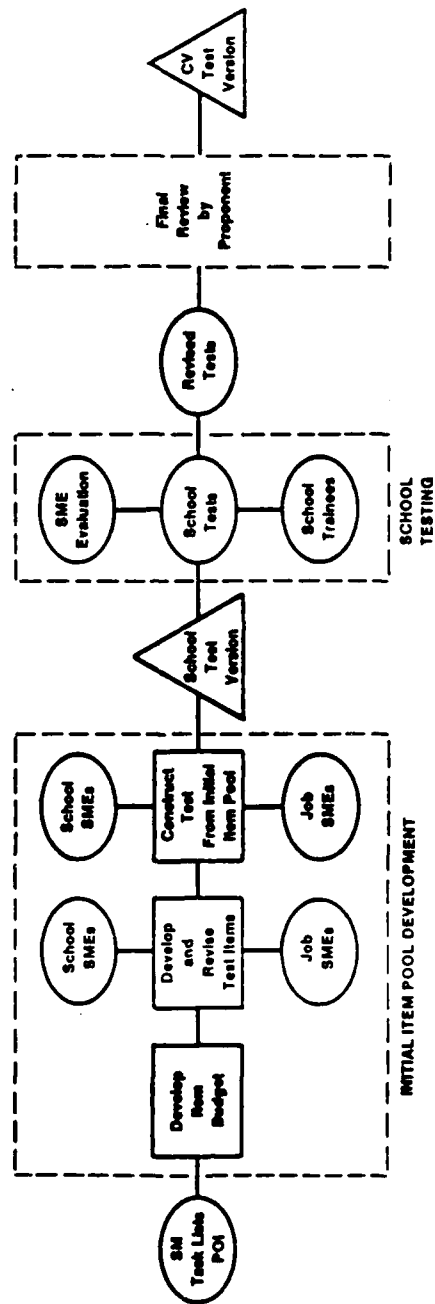 SM
Task Lists
POI
Develop
Item
Budget
School
SMEs
Develop
and
Revise
Test Items
Job
SMEs
School
SMEs
Construct
Test
From Initial
Item Pool
Job
SMEs
INITIAL ITEM POOL DEVELOPMENT
School
Test
Version
SME
Evaluation
School
Tests
School
Trainees
SCHOOL
TESTING
Revised
Tests
Final
Review
by
Proponent
CV
Test
Version